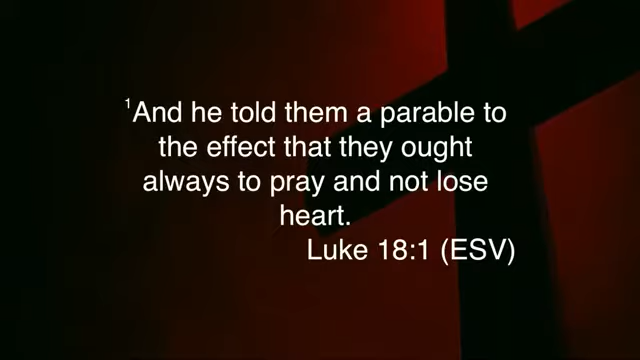 ¹And he told them a parable to
the effect that they ought
always to pray and not lose
heart.
Luke 18:1 (ESV)